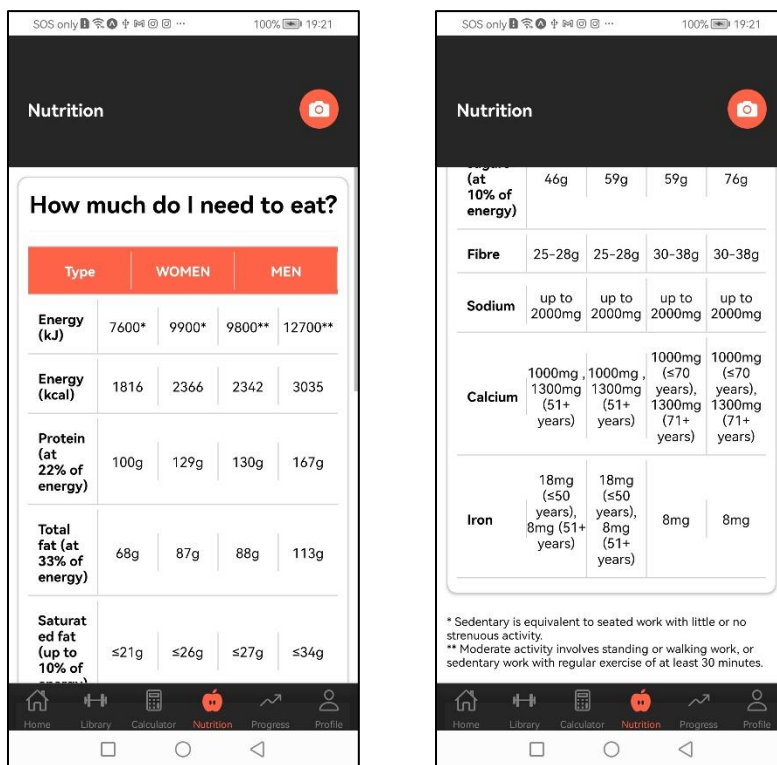 SOS only 100% 19:21
Nutrition
How much do I need to eat?
Type WOMEN MEN
Energy (kJ) 7600* 9900* 9800** 12700**
Energy (kcal) 1816 2366 2342 3035
Protein (at 22% of energy) 100g 129g 130g 167g
Total fat (at 33% of energy) 68g 87g 88g 113g
Saturat ed fat (up to 10% of energy) ≤21g ≤26g ≤27g ≤34g
Home Library Calculator Nutrition Progress Profile
SOS only 100% 19:21
Nutrition
sugars (at 10% of energy) 46g 59g 59g 76g
Fibre 25-28g 25-28g 30-38g 30-38g
Sodium up to 2000mg up to 2000mg up to 2000mg up to 2000mg
Calcium 1000mg, 1300mg (51+ years) 1000mg, 1300mg (51+ years) 1000mg (≤70 years), 1300mg (71+ years) 1000mg (≤70 years), 1300mg (71+ years)
Iron 18mg (≤50 years), 8mg (51+ years) 18mg (≤50 years), 8mg (51+ years) 8mg 8mg
* Sedentary is equivalent to seated work with little or no
strenuous activity.
** Moderate activity involves standing or walking work, or
sedentary work with regular exercise of at least 30 minutes.
Home Library Calculator Nutrition Progress Profile